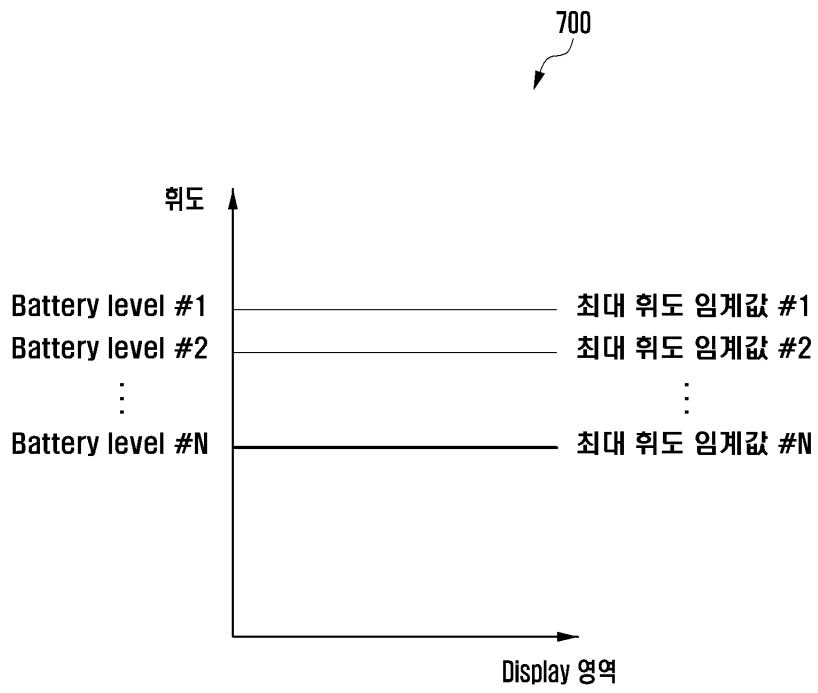 700
휘도
Battery level #1 최대 휘도 임계값 #1
Battery level #2 최대 휘도 임계값 #2
⋮ ⋮
Battery level #N 최대 휘도 임계값 #N
Display 영역